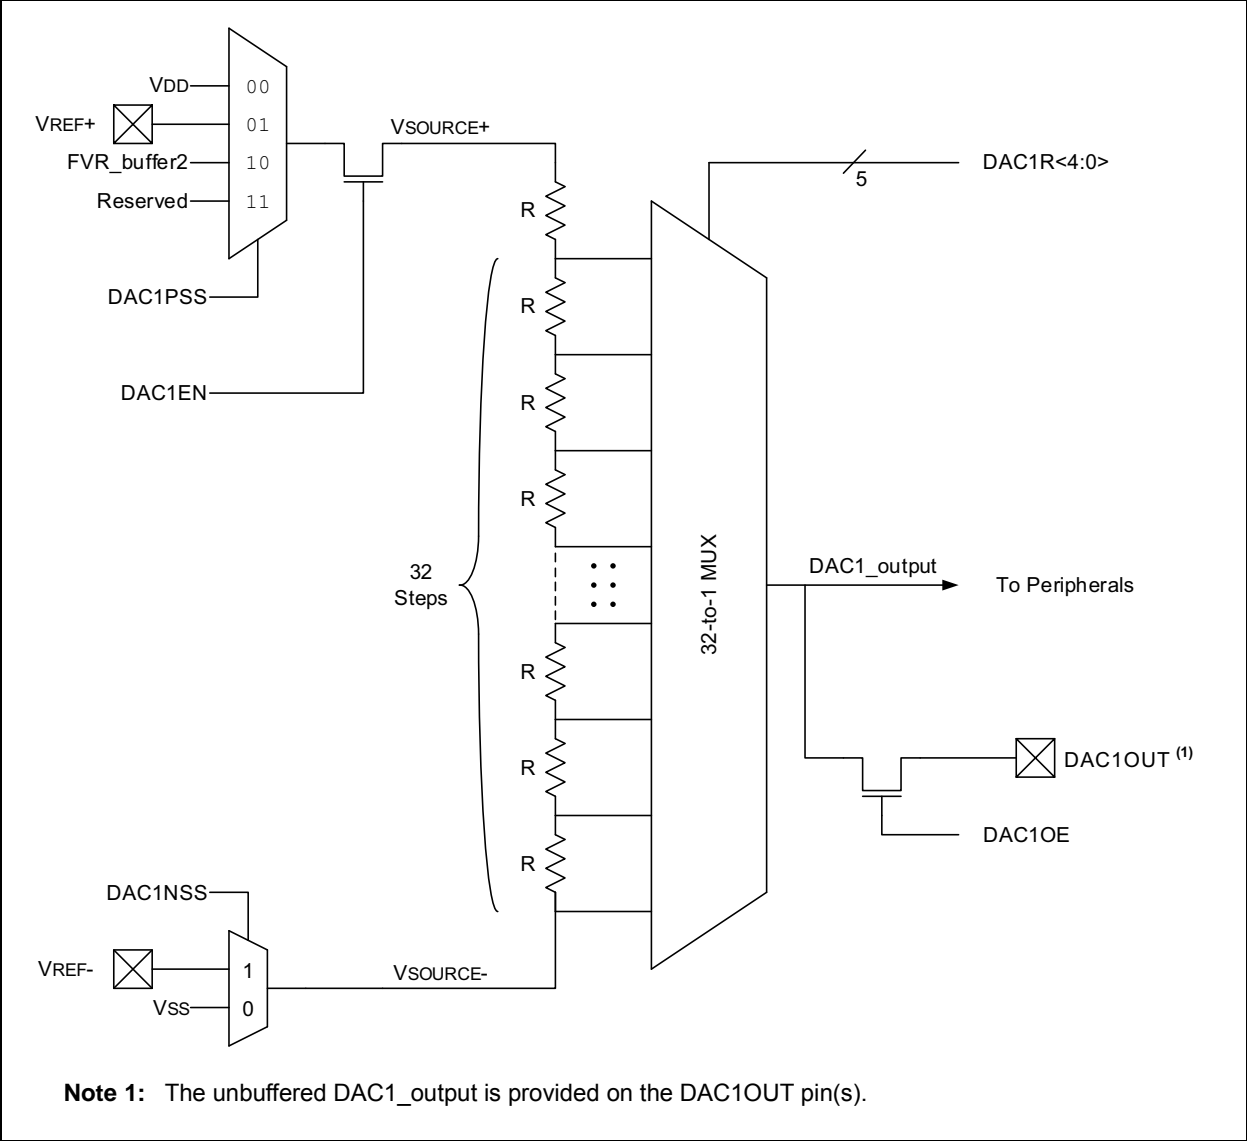 VDD
00
VREF+
01
VSOURCE+
FVR_buffer2
10
DAC1R<4:0>
5
Reserved
11
R
DAC1PSS
R
DAC1EN
R
R
32
Steps
32-to-1 MUX
DAC1_output
To Peripherals
R
R
DAC1OUT (1)
DAC1OE
R
DAC1NSS
VREF-
1
VSOURCE-
VSS
0
Note 1: The unbuffered DAC1_output is provided on the DAC1OUT pin(s).